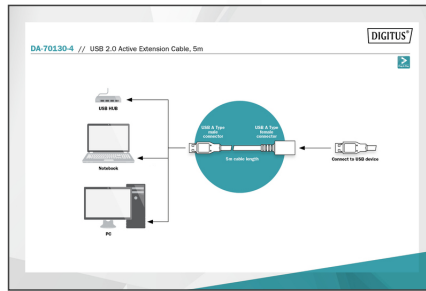 DIGITUS®
DA-70130-4 // USB 2.0 Active Extension Cable, 5m
USB HUB
USB A Type
male
connector
USB A Type
female
connector
5m cable length
Notebook
Connect to USB device
PC